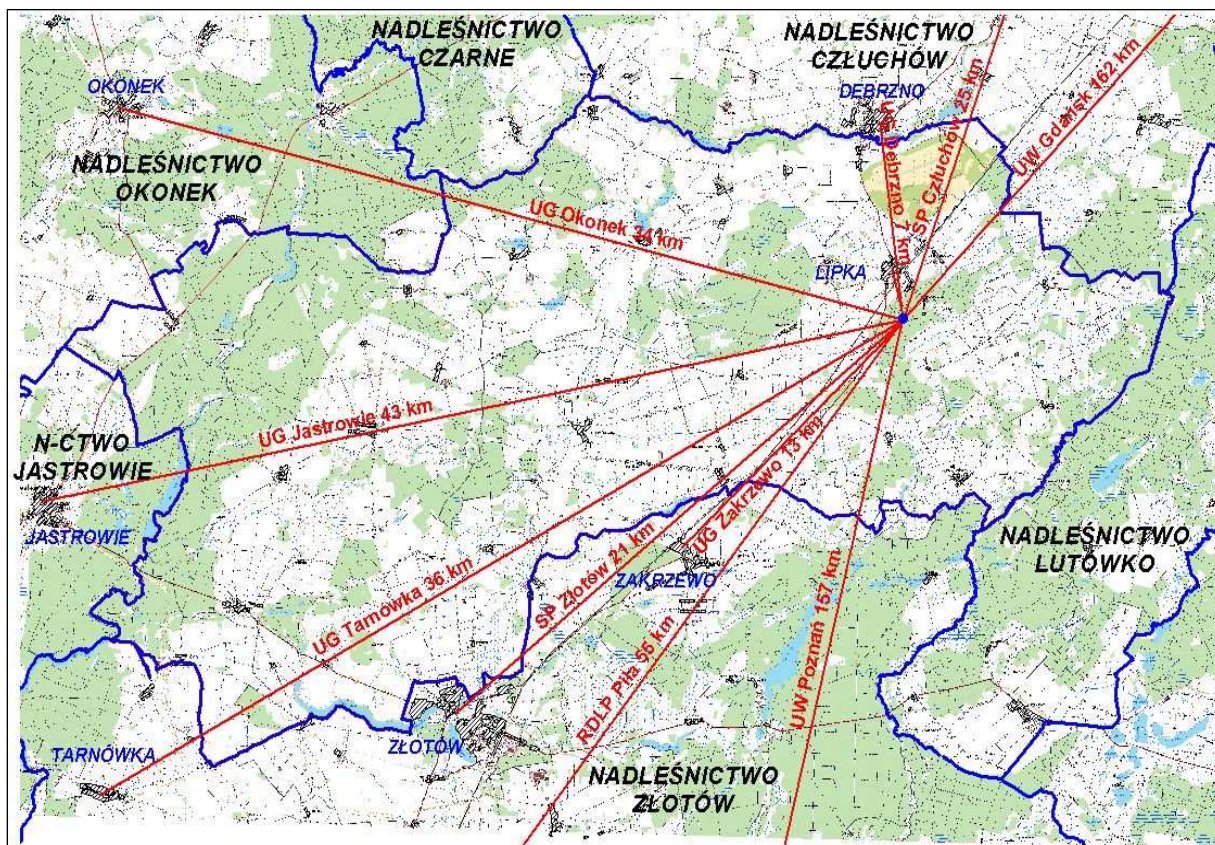 NADLEŚNICTWO
CZARNE
NADLEŚNICTWO
CZŁUCHÓW
OKONEK
DEBRZNO
NADLEŚNICTWO
OKONEK
UG Debrzno 7 km
SP Człuchów 25 km
UW Gdańsk 162 km
UG Okonek 34 km
LIPKA
UG Jastrowie 43 km
N-CTWO
JASTROWIE
JASTROWIE
UG Zakrzewo 13 km
NADLEŚNICTWO
LUTÓWKO
ZAKRZEWO
SP Złotów 21 km
UG Tarnówka 36 km
RDLP Piła 55 km
UW Poznań 157 km
TARNÓWKA
ZŁOTÓW
NADLEŚNICTWO
ZŁOTÓW